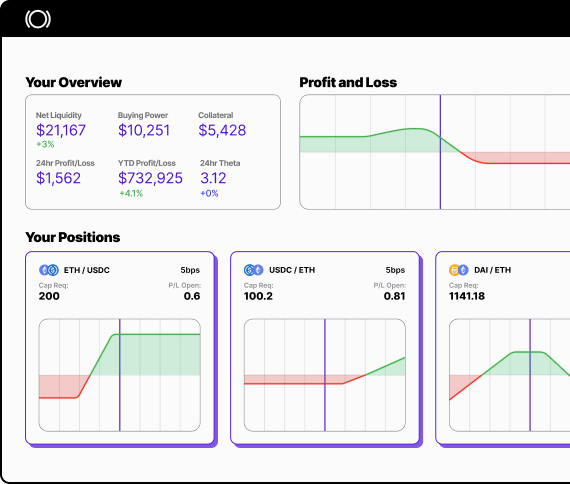 Your Overview
Profit and Loss
Net Liquidity Buying Power Collateral
$21,167 $10,251 $5,428
+3%
24hr Profit/Loss YTD Profit/Loss 24hr Theta
$1,562 $732,925 3.12
+4.1% +0%
Your Positions
ETH / USDC 5bps
Cap Req: P/L Open:
200 0.6
USDC / ETH 5bps
Cap Req: P/L Open:
100.2 0.81
DAI / ETH
Cap Req:
1141.18